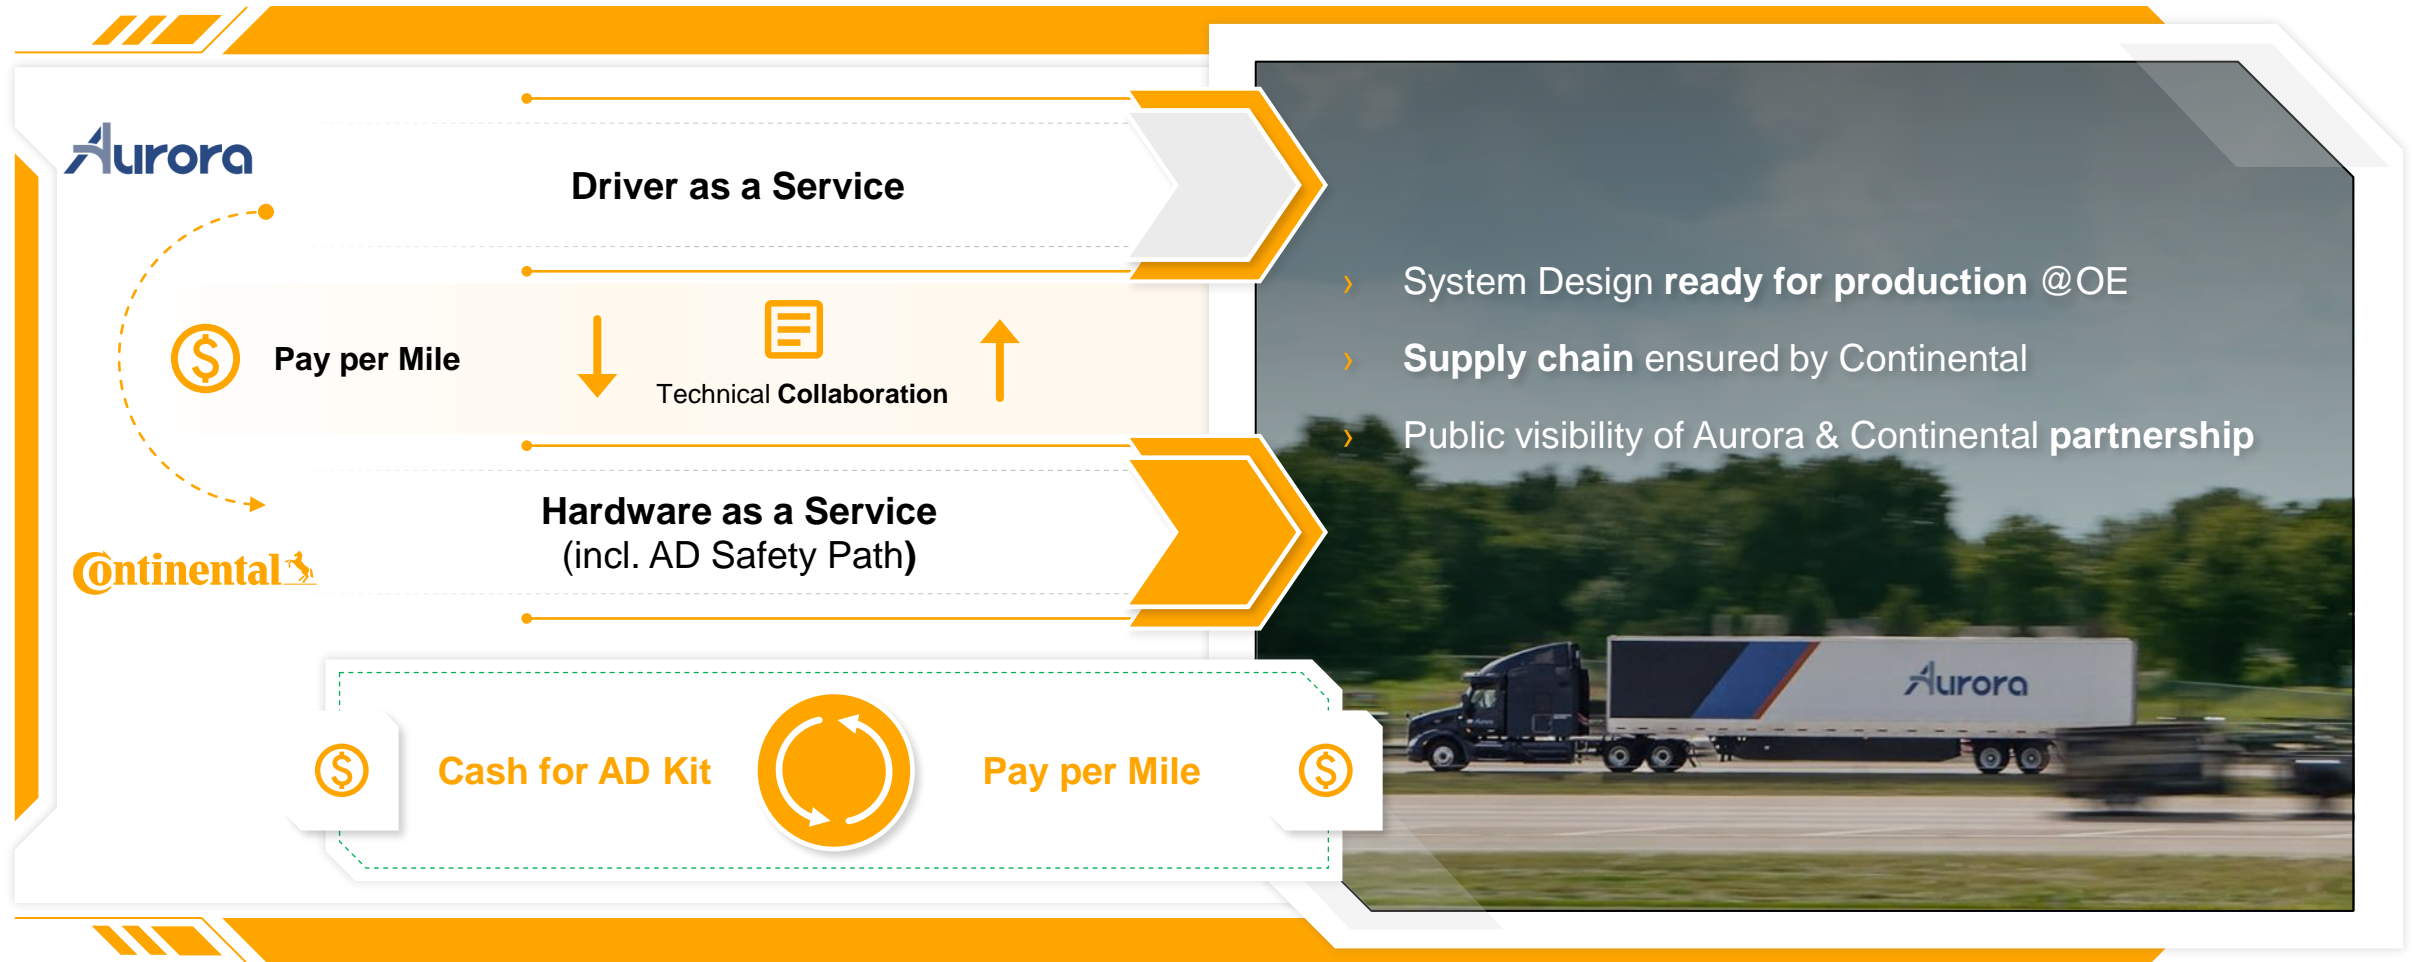 Aurora
Driver as a Service
Pay per Mile
Technical Collaboration
Hardware as a Service
(incl. AD Safety Path)
Continental
Cash for AD Kit
Pay per Mile
› System Design ready for production @OE
› Supply chain ensured by Continental
› Public visibility of Aurora & Continental partnership
Aurora